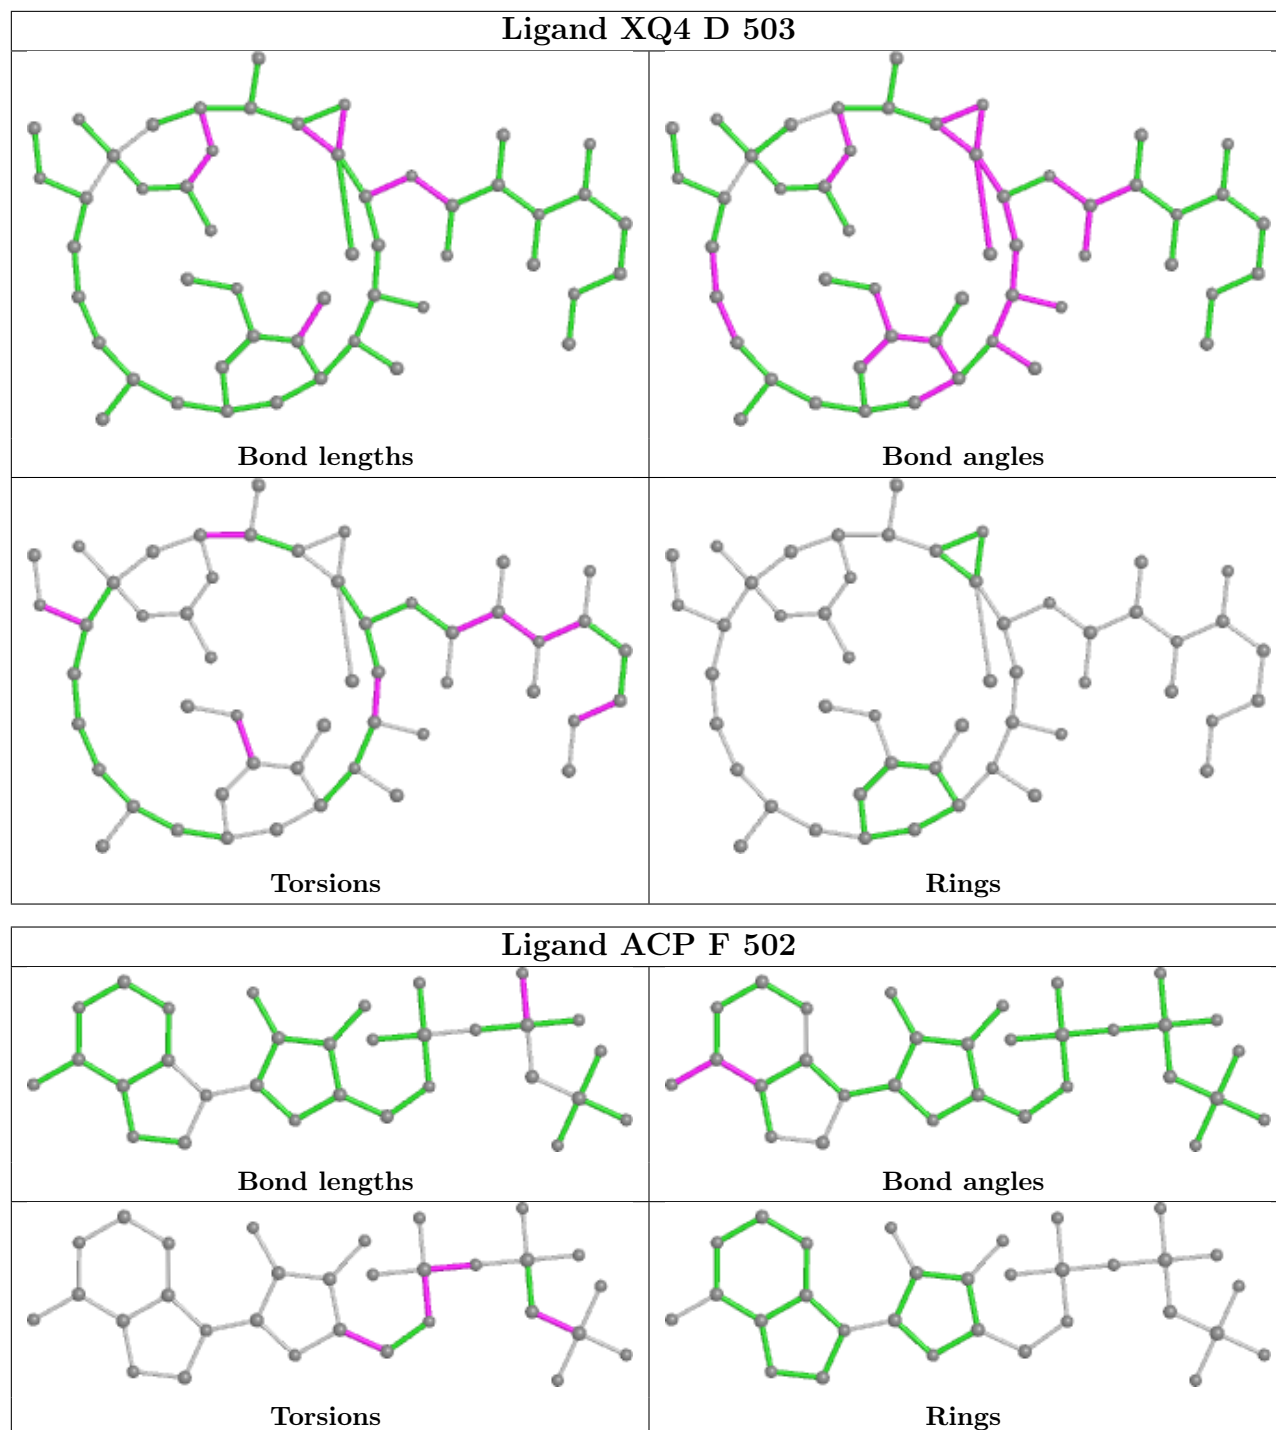 Ligand XQ4 D 503
Bond lengths
Bond angles
Torsions
Rings
Ligand ACP F 502
Bond lengths
Bond angles
Torsions
Rings